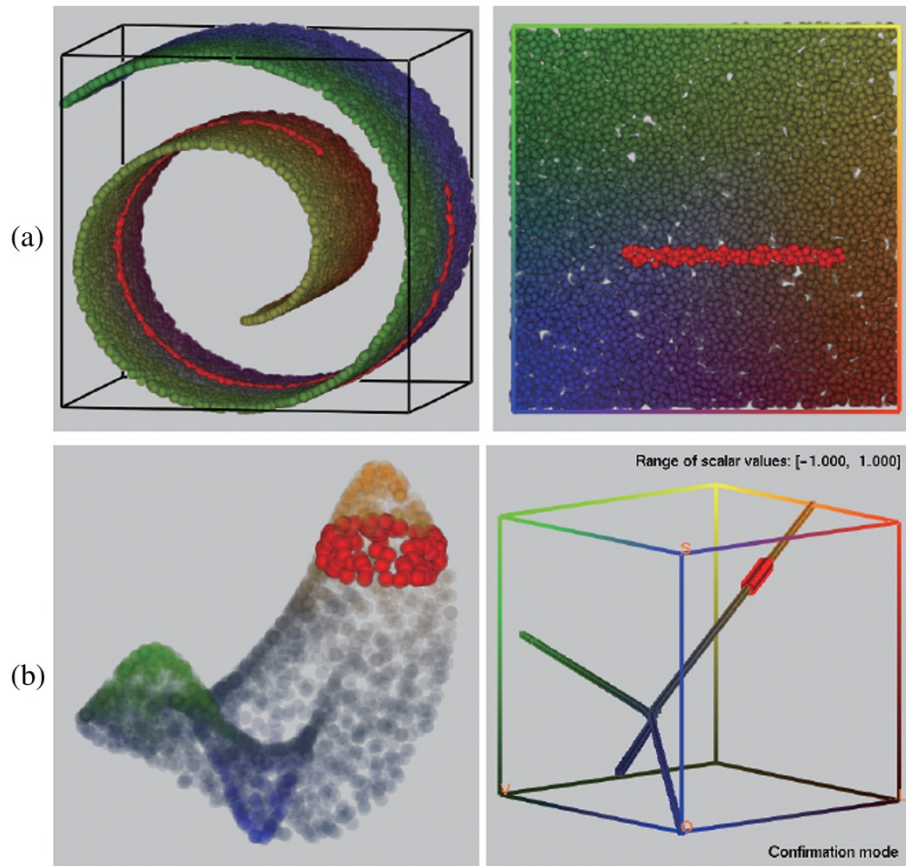 (a)
Range of scalar values: [-1.000, 1.000]
S
(b)
V
O
L
Confirmation mode